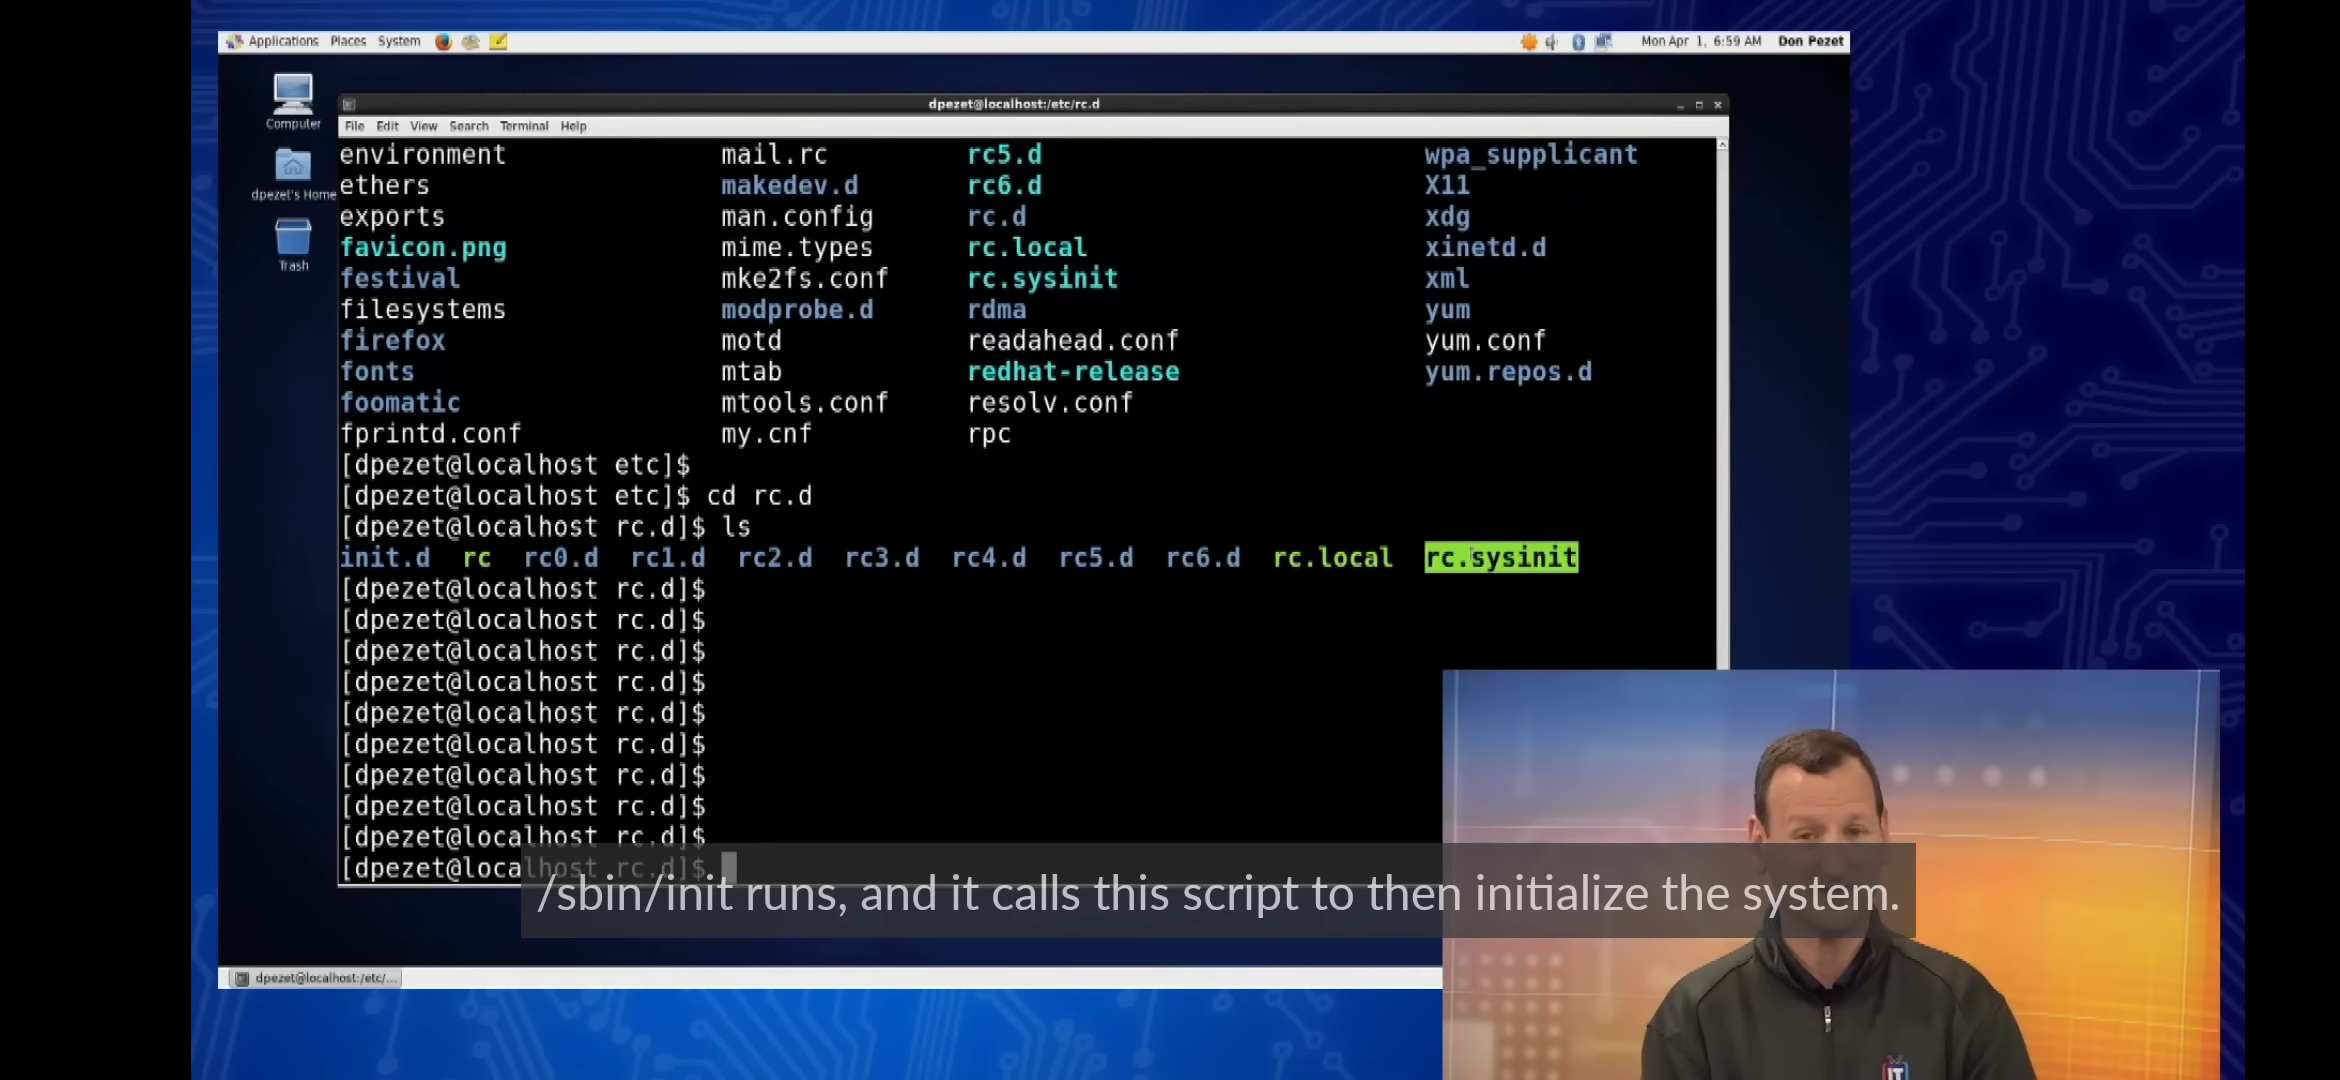 Applications Places System Mon Apr 1, 6:59 AM Don Pezet
Computer
dpezet's Home
Trash
dpezet@localhost:/etc/rc.d
File Edit View Search Terminal Help
environment mail.rc rc5.d wpa_supplicant
ethers makedev.d rc6.d X11
exports man.config rc.d xdg
favicon.png mime.types rc.local xinetd.d
festival mke2fs.conf rc.sysinit xml
filesystems modprobe.d rdma yum
firefox motd readahead.conf yum.conf
fonts mtab redhat-release yum.repos.d
foomatic mtools.conf resolv.conf
fprintd.conf my.cnf rpc
[dpezet@localhost etc]$
[dpezet@localhost etc]$ cd rc.d
[dpezet@localhost rc.d]$ ls
init.d rc rc0.d rc1.d rc2.d rc3.d rc4.d rc5.d rc6.d rc.local rc.sysinit
[dpezet@localhost rc.d]$
[dpezet@localhost rc.d]$
[dpezet@localhost rc.d]$
[dpezet@localhost rc.d]$
[dpezet@localhost rc.d]$
[dpezet@localhost rc.d]$
[dpezet@localhost rc.d]$
[dpezet@localhost rc.d]$
[dpezet@localhost rc.d]$
[dpezet@localhost rc.d]$
/sbin/init runs, and it calls this script to then initialize the system.
dpezet@localhost:/etc/...
IT